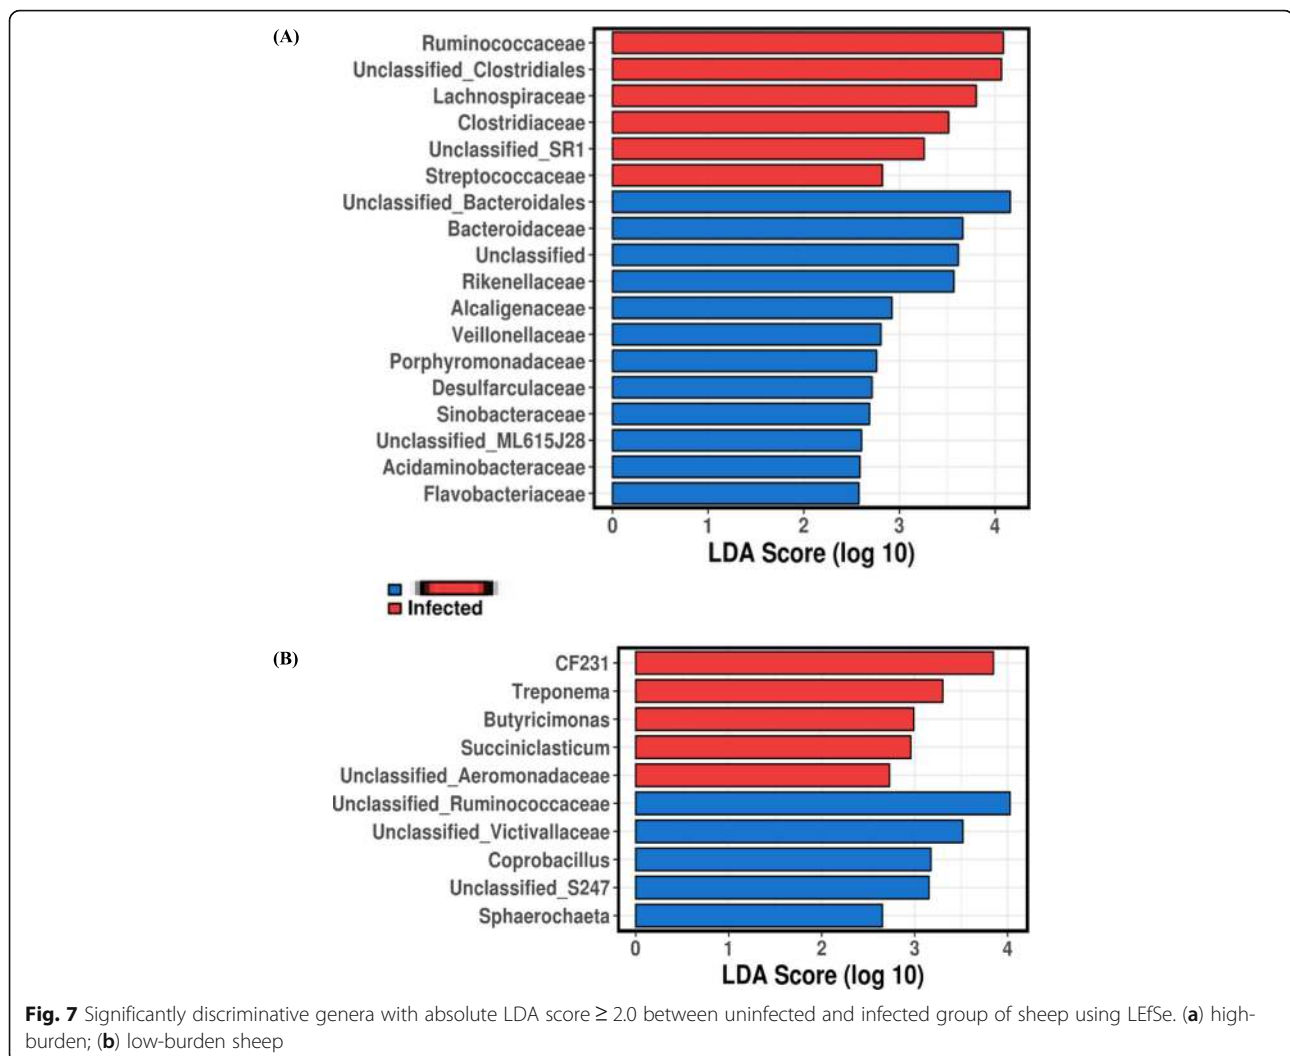 (A)
Ruminococcaceae
Unclassified_Clostridiales
Lachnospiraceae
Clostridiaceae
Unclassified_SR1
Streptococcaceae
Unclassified_Bacteroidales
Bacteroidaceae
Unclassified
Rikenellaceae
Alcaligenaceae
Veillonellaceae
Porphyromonadaceae
Desulfarculaceae
Sinobacteraceae
Unclassified_ML615J28
Acidaminobacteraceae
Flavobacteriaceae
0 1 2 3 4
LDA Score (log 10)
Infected
(B)
CF231
Treponema
Butyricimonas
Succiniclasticum
Unclassified_Aeromonadaceae
Unclassified_Ruminococcaceae
Unclassified_Victivallaceae
Coprobacillus
Unclassified_S247
Sphaerochaeta
0 1 2 3 4
LDA Score (log 10)
Fig. 7 Significantly discriminative genera with absolute LDA score ≥ 2.0 between uninfected and infected group of sheep using LEfSe. (a) high-
burden; (b) low-burden sheep